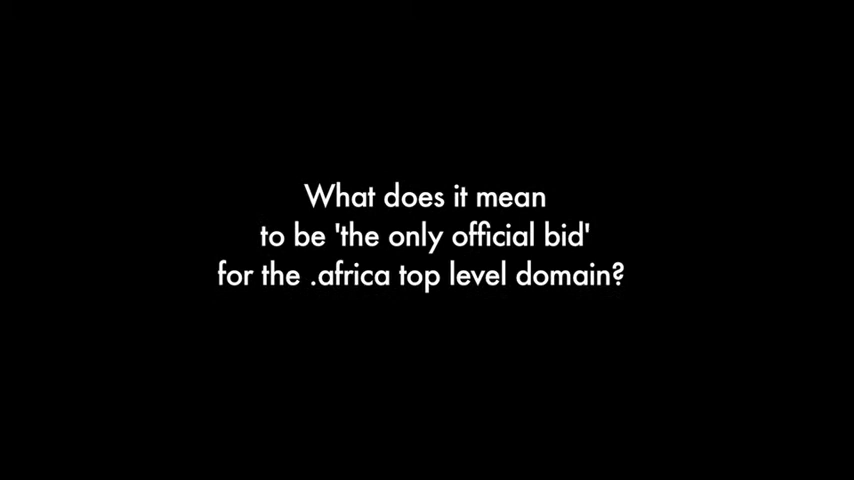 What does it mean
to be 'the only official bid'
for the .africa top level domain?